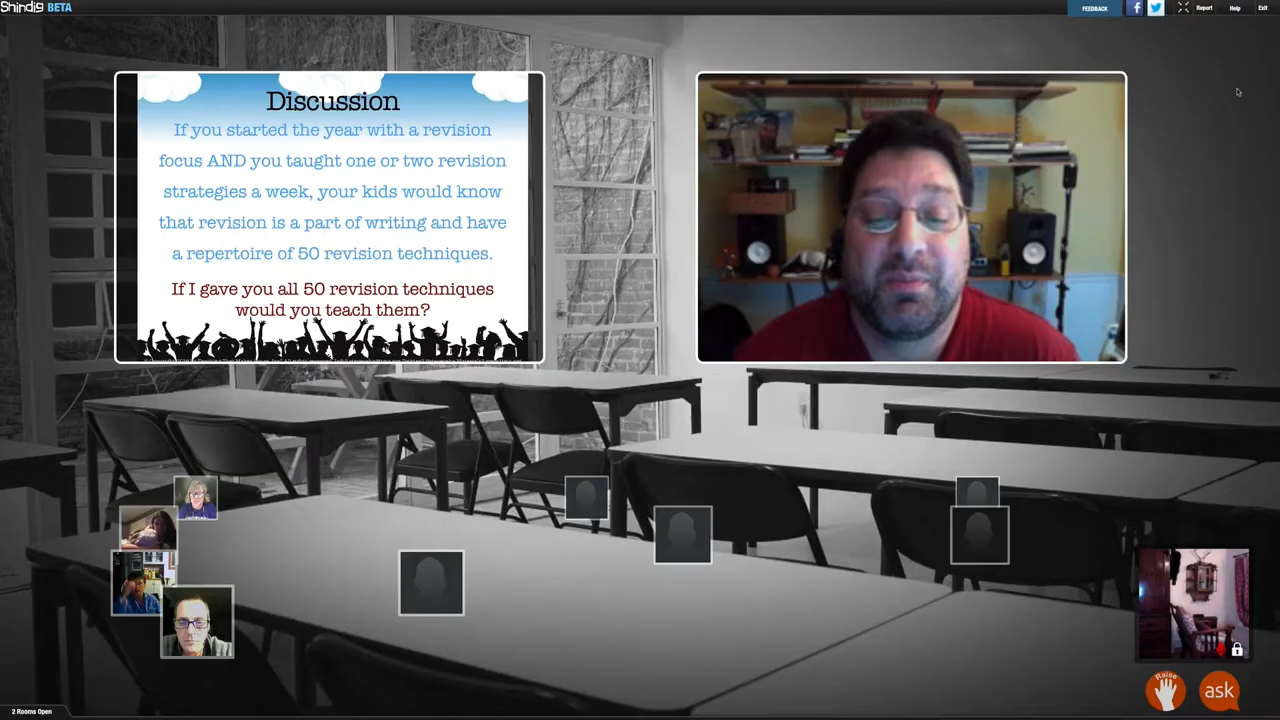 Shindig BETA
FEEDBACK
Report
Help
Exit
Discussion
If you started the year with a revision
focus AND you taught one or two revision
strategies a week, your kids would know
that revision is a part of writing and have
a repertoire of 50 revision techniques.
If I gave you all 50 revision techniques
would you teach them?
Raise
ask
2 Rooms Open